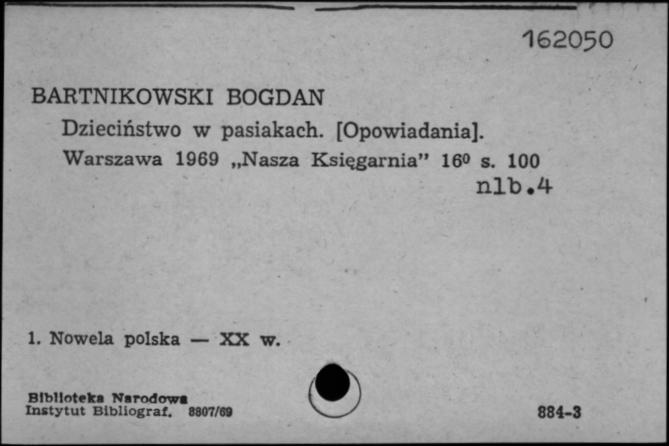 162050
BARTNIKOWSKI BOGDAN
Dzieciństwo w pasiakach. [Opowiadania].
Warszawa 1969 „Nasza Księgarnia” 16⁰ s. 100
nlb.4
1. Nowela polska — XX w.
Biblioteka Narodowa
Instytut Bibliograf. 8807/69
884-3